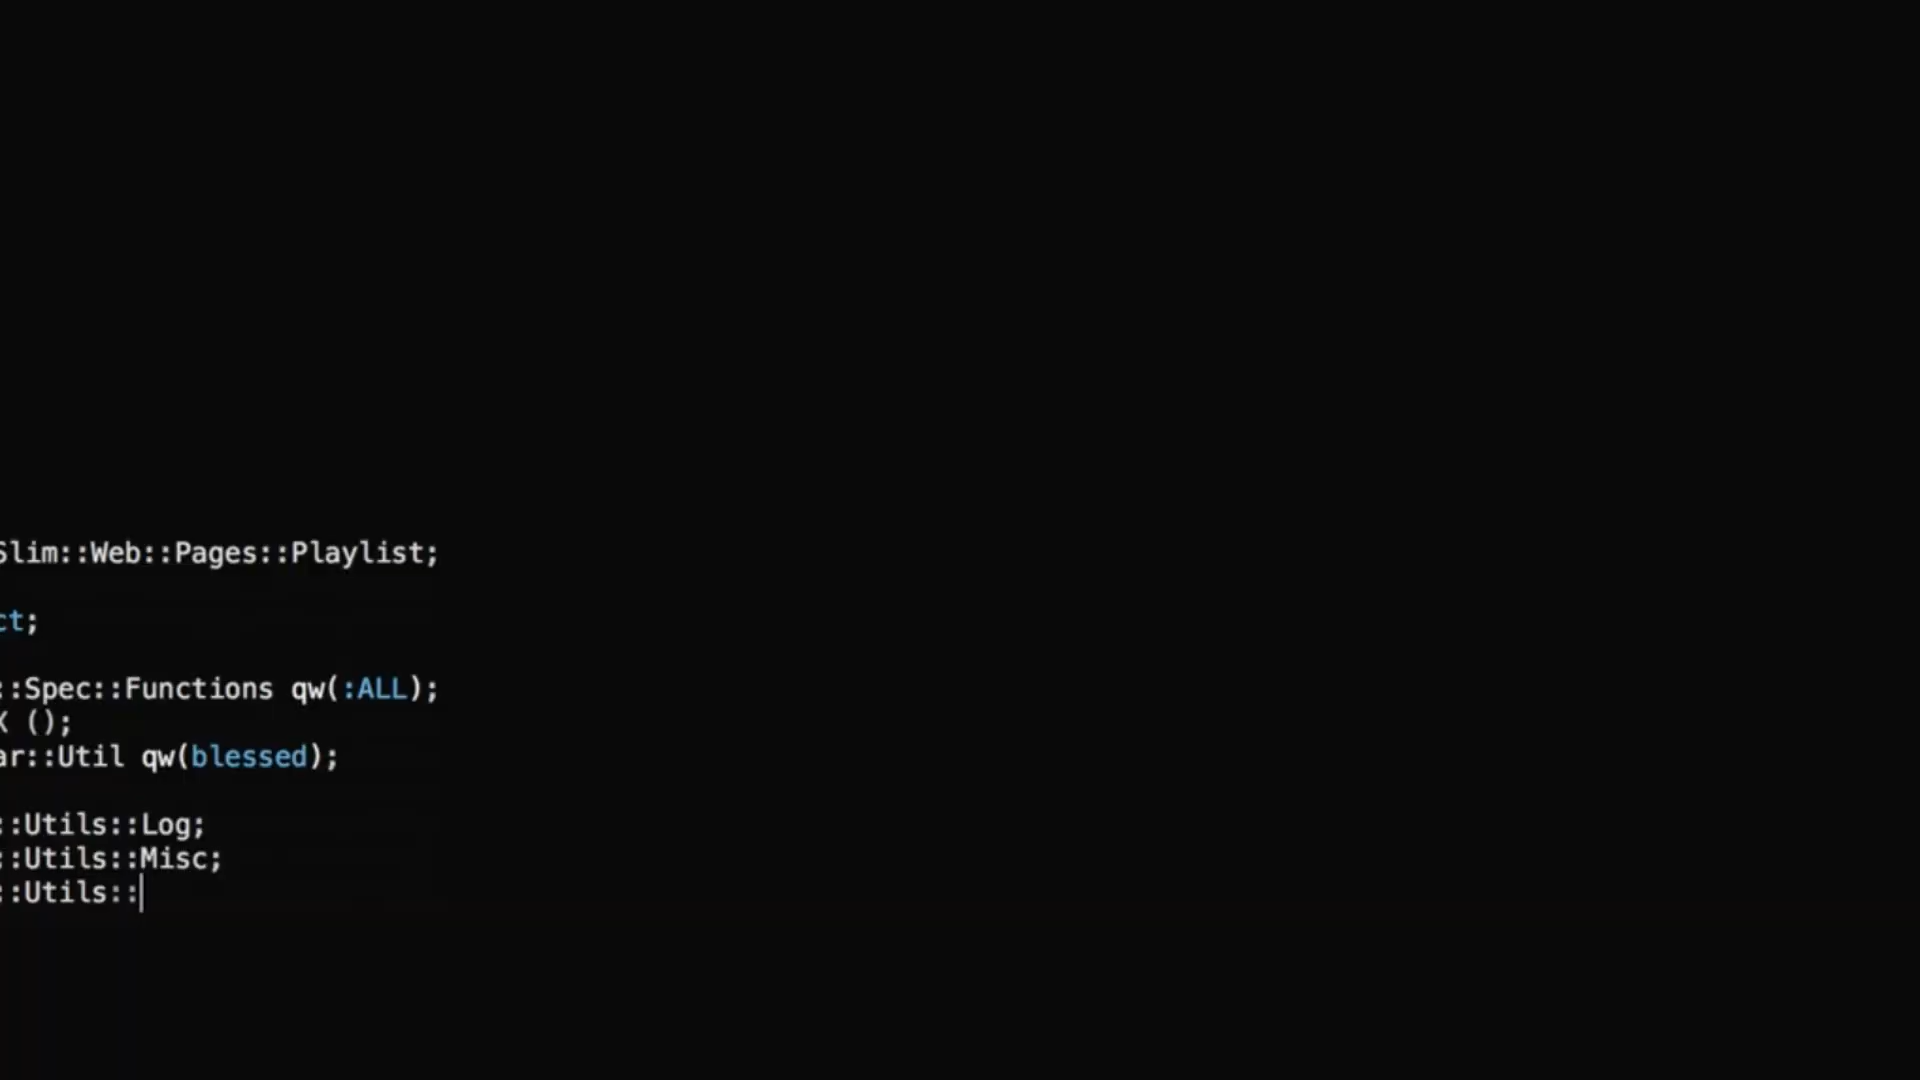 Slim::Web::Pages::Playlist;
ct;
::Spec::Functions qw(:ALL);
X ();
ar::Util qw(blessed);
::Utils::Log;
::Utils::Misc;
::Utils::